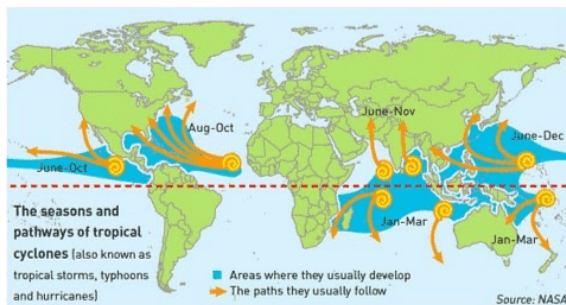 June-Nov
Aug-Oct
June-Dec
June-Oct
The seasons and
pathways of tropical
cyclones (also known as
tropical storms, typhoons
and hurricanes)
Jan-Mar
Jan-Mar
Areas where they usually develop
The paths they usually follow
Source: NASA